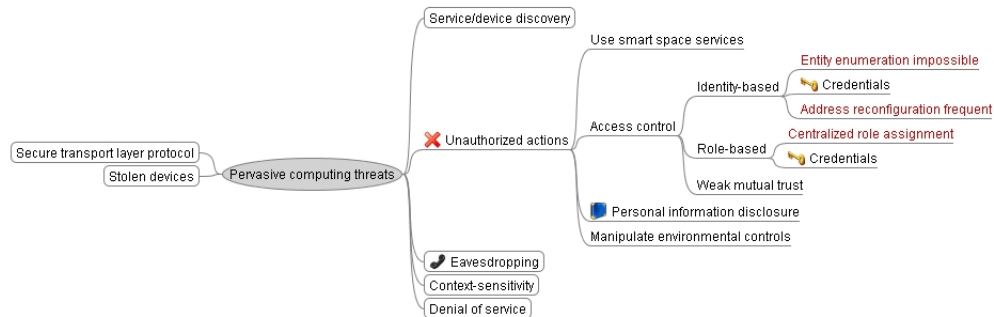 Service/device discovery
Use smart space services
Entity enumeration impossible
Identity-based
Credentials
Address reconfiguration frequent
Unauthorized actions
Access control
Centralized role assignment
Role-based
Credentials
Weak mutual trust
Secure transport layer protocol
Stolen devices
Pervasive computing threats
Personal information disclosure
Manipulate environmental controls
Eavesdropping
Context-sensitivity
Denial of service